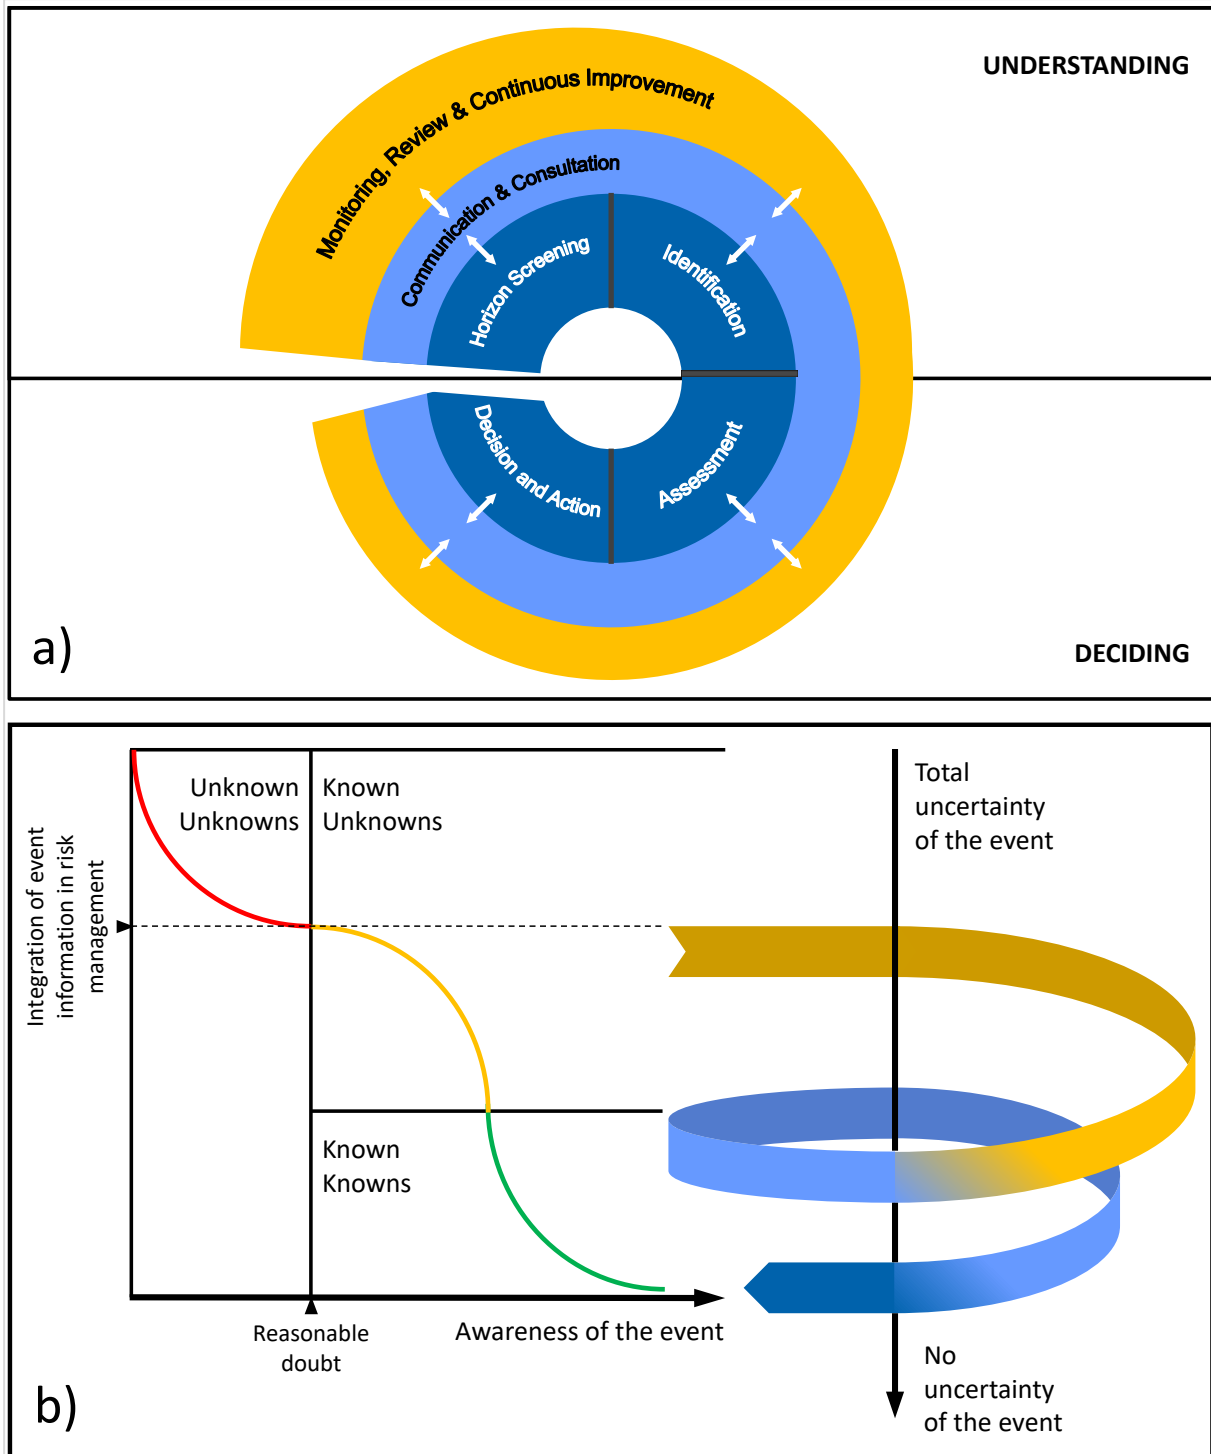 UNDERSTANDING
Monitoring, Review & Continuous Improvement
Communication & Consultation
Horizon Screening
Identification
Decision and Action
Assessment
a)
DECIDING
Unknown
Unknowns
Known
Unknowns
Total
uncertainty
of the event
Integration of event
information in risk
management
Known
Knowns
Reasonable
doubt
Awareness of the event
No
uncertainty
of the event
b)